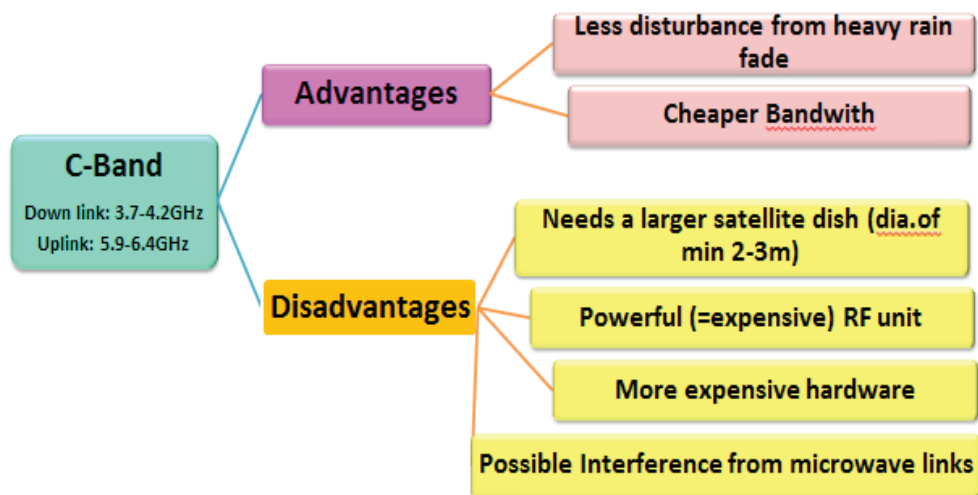 C-Band
Down link: 3.7-4.2GHz
Uplink: 5.9-6.4GHz
Advantages
Less disturbance from heavy rain
fade
Cheaper Bandwith
Disadvantages
Needs a larger satellite dish (dia.of
min 2-3m)
Powerful (=expensive) RF unit
More expensive hardware
Possible Interference from microwave links